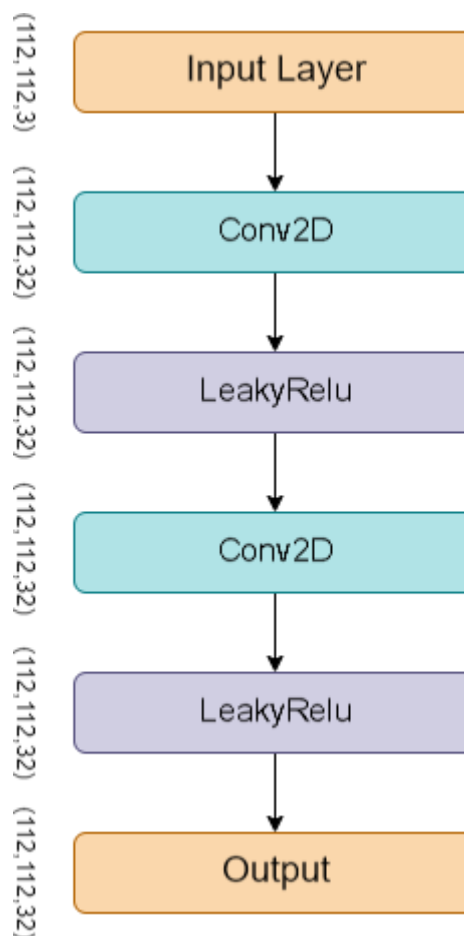 (112,112,3)
Input Layer
(112,112,32)
Conv2D
(112,112,32)
LeakyRelu
(112,112,32)
Conv2D
(112,112,32)
LeakyRelu
(112,112,32)
Output